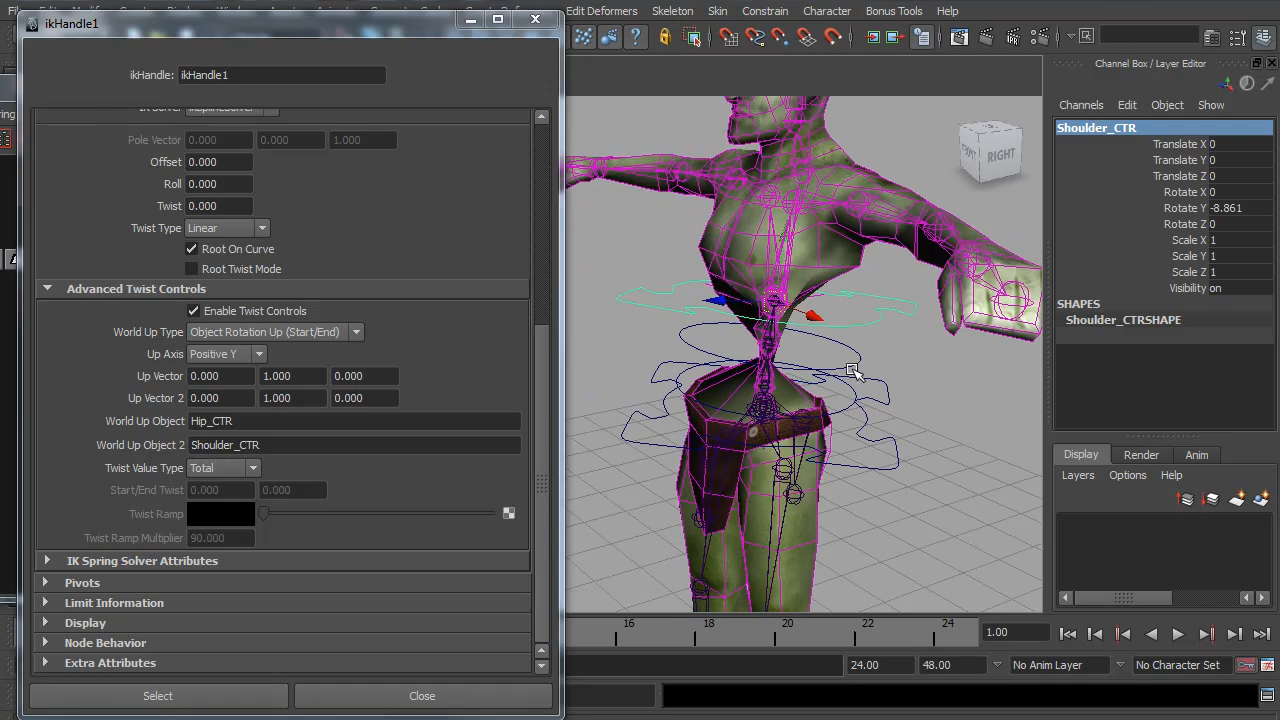 ikHandle1
Edit Deformers Skeleton Skin Constrain Character Bonus Tools Help
ikHandle: ikHandle1
Pole Vector 0.000 0.000 1.000
Offset 0.000
Roll 0.000
Twist 0.000
Twist Type Linear
Root On Curve
Root Twist Mode
Advanced Twist Controls
Enable Twist Controls
World Up Type Object Rotation Up (Start/End)
Up Axis Positive Y
Up Vector 0.000 1.000 0.000
Up Vector 2 0.000 1.000 0.000
World Up Object Hip_CTR
World Up Object 2 Shoulder_CTR
Twist Value Type Total
Start/End Twist 0.000 0.000
Twist Ramp
Twist Ramp Multiplier 90.000
IK Spring Solver Attributes
Pivots
Limit Information
Display
Node Behavior
Extra Attributes
Select Close
RIGHT
16 18 20 22 24
1.00
24.00 48.00 No Anim Layer No Character Set
Channel Box / Layer Editor
Channels Edit Object Show
Shoulder_CTR
Translate X 0
Translate Y 0
Translate Z 0
Rotate X 0
Rotate Y -8.861
Rotate Z 0
Scale X 1
Scale Y 1
Scale Z 1
Visibility on
SHAPES
Shoulder_CTRSHAPE
Display Render Anim
Layers Options Help